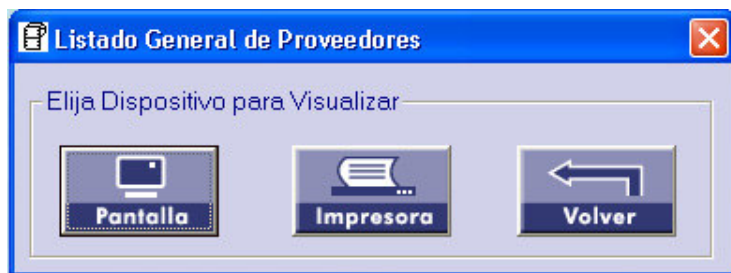 Listado General de Proveedores
Elija Dispositivo para Visualizar
Pantalla
Impresora
Volver